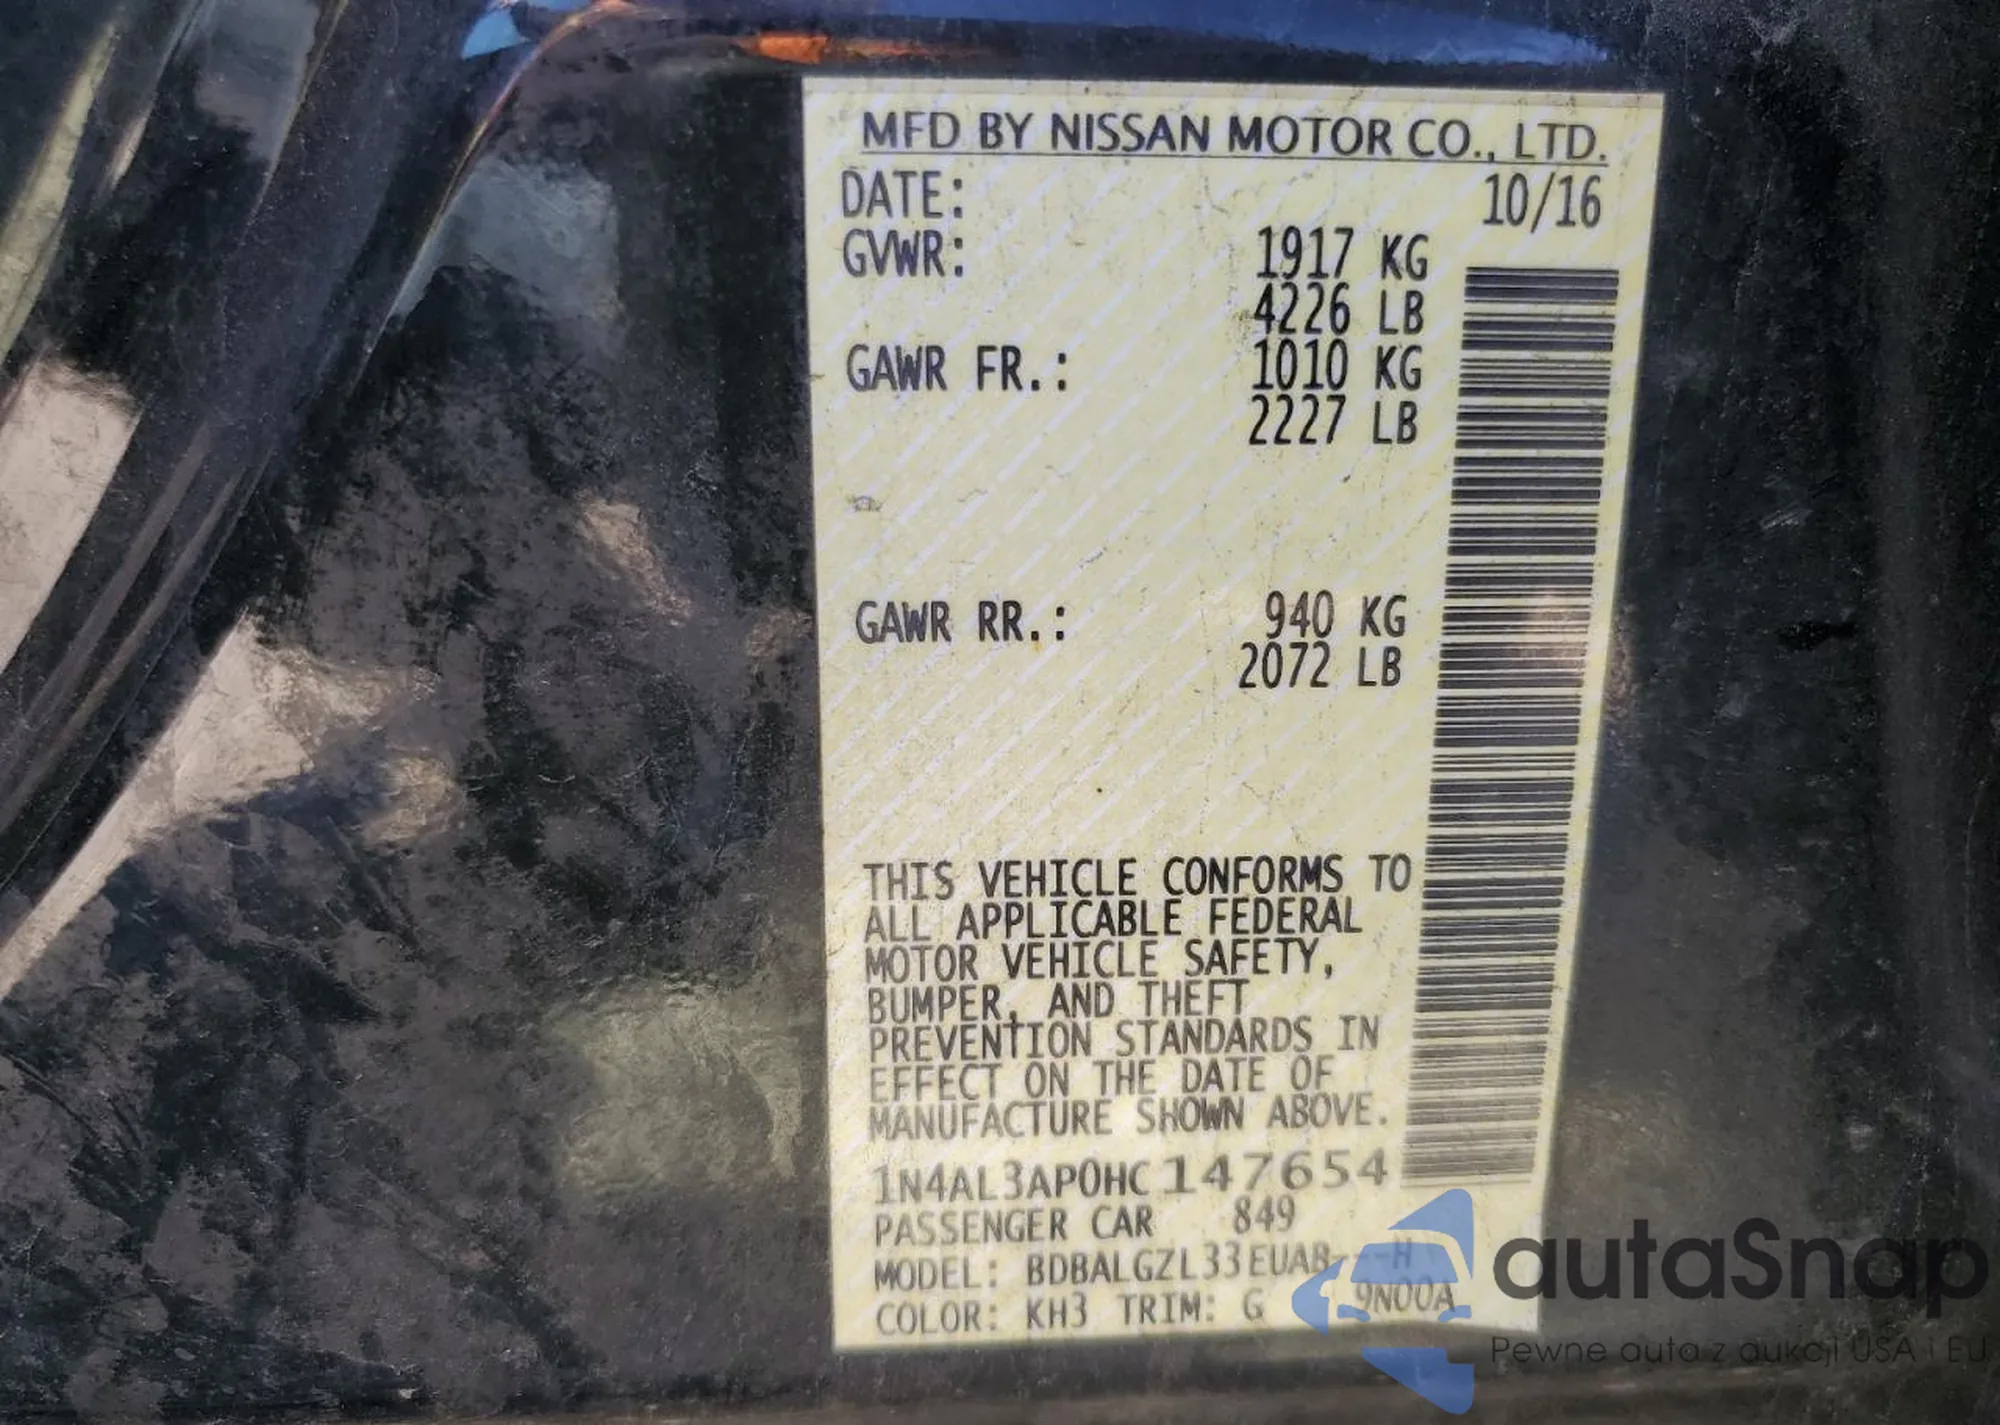 MFD BY NISSAN MOTOR CO., LTD.
DATE: 10/16
GVWR: 1917 KG
4226 LB
GAWR FR.: 1010 KG
2227 LB
GAWR RR.: 940 KG
2072 LB
THIS VEHICLE CONFORMS TO
ALL APPLICABLE FEDERAL
MOTOR VEHICLE SAFETY,
BUMPER, AND THEFT
PREVENTION STANDARDS IN
EFFECT ON THE DATE OF
MANUFACTURE SHOWN ABOVE.
1N4AL3AP0HC147654
PASSENGER CAR 849
MODEL: BDBALGZL33EUAB---H
COLOR: KH3 TRIM: G 9N00A
autaSnap
Pewne auta z aukcji USA i EU